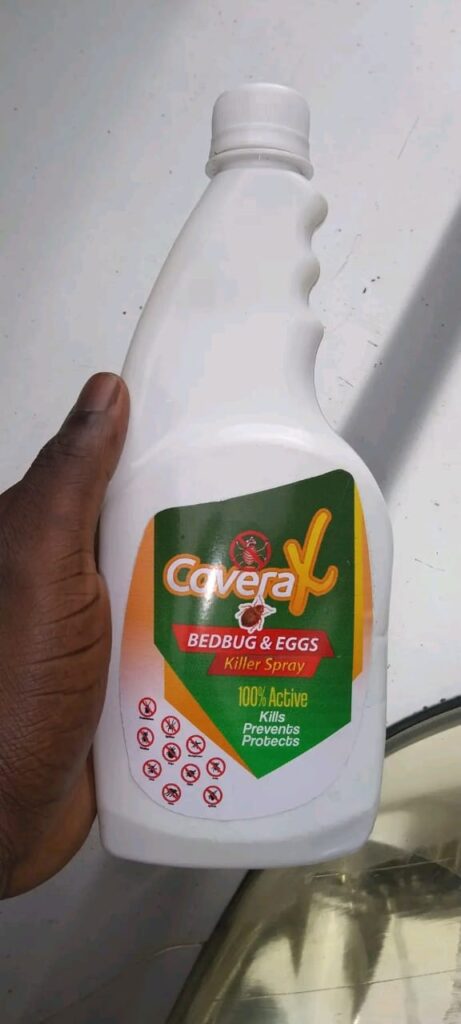 CoveraX
BEDBUG & EGGS
Killer Spray
100% Active
Kills
Prevents
Protects